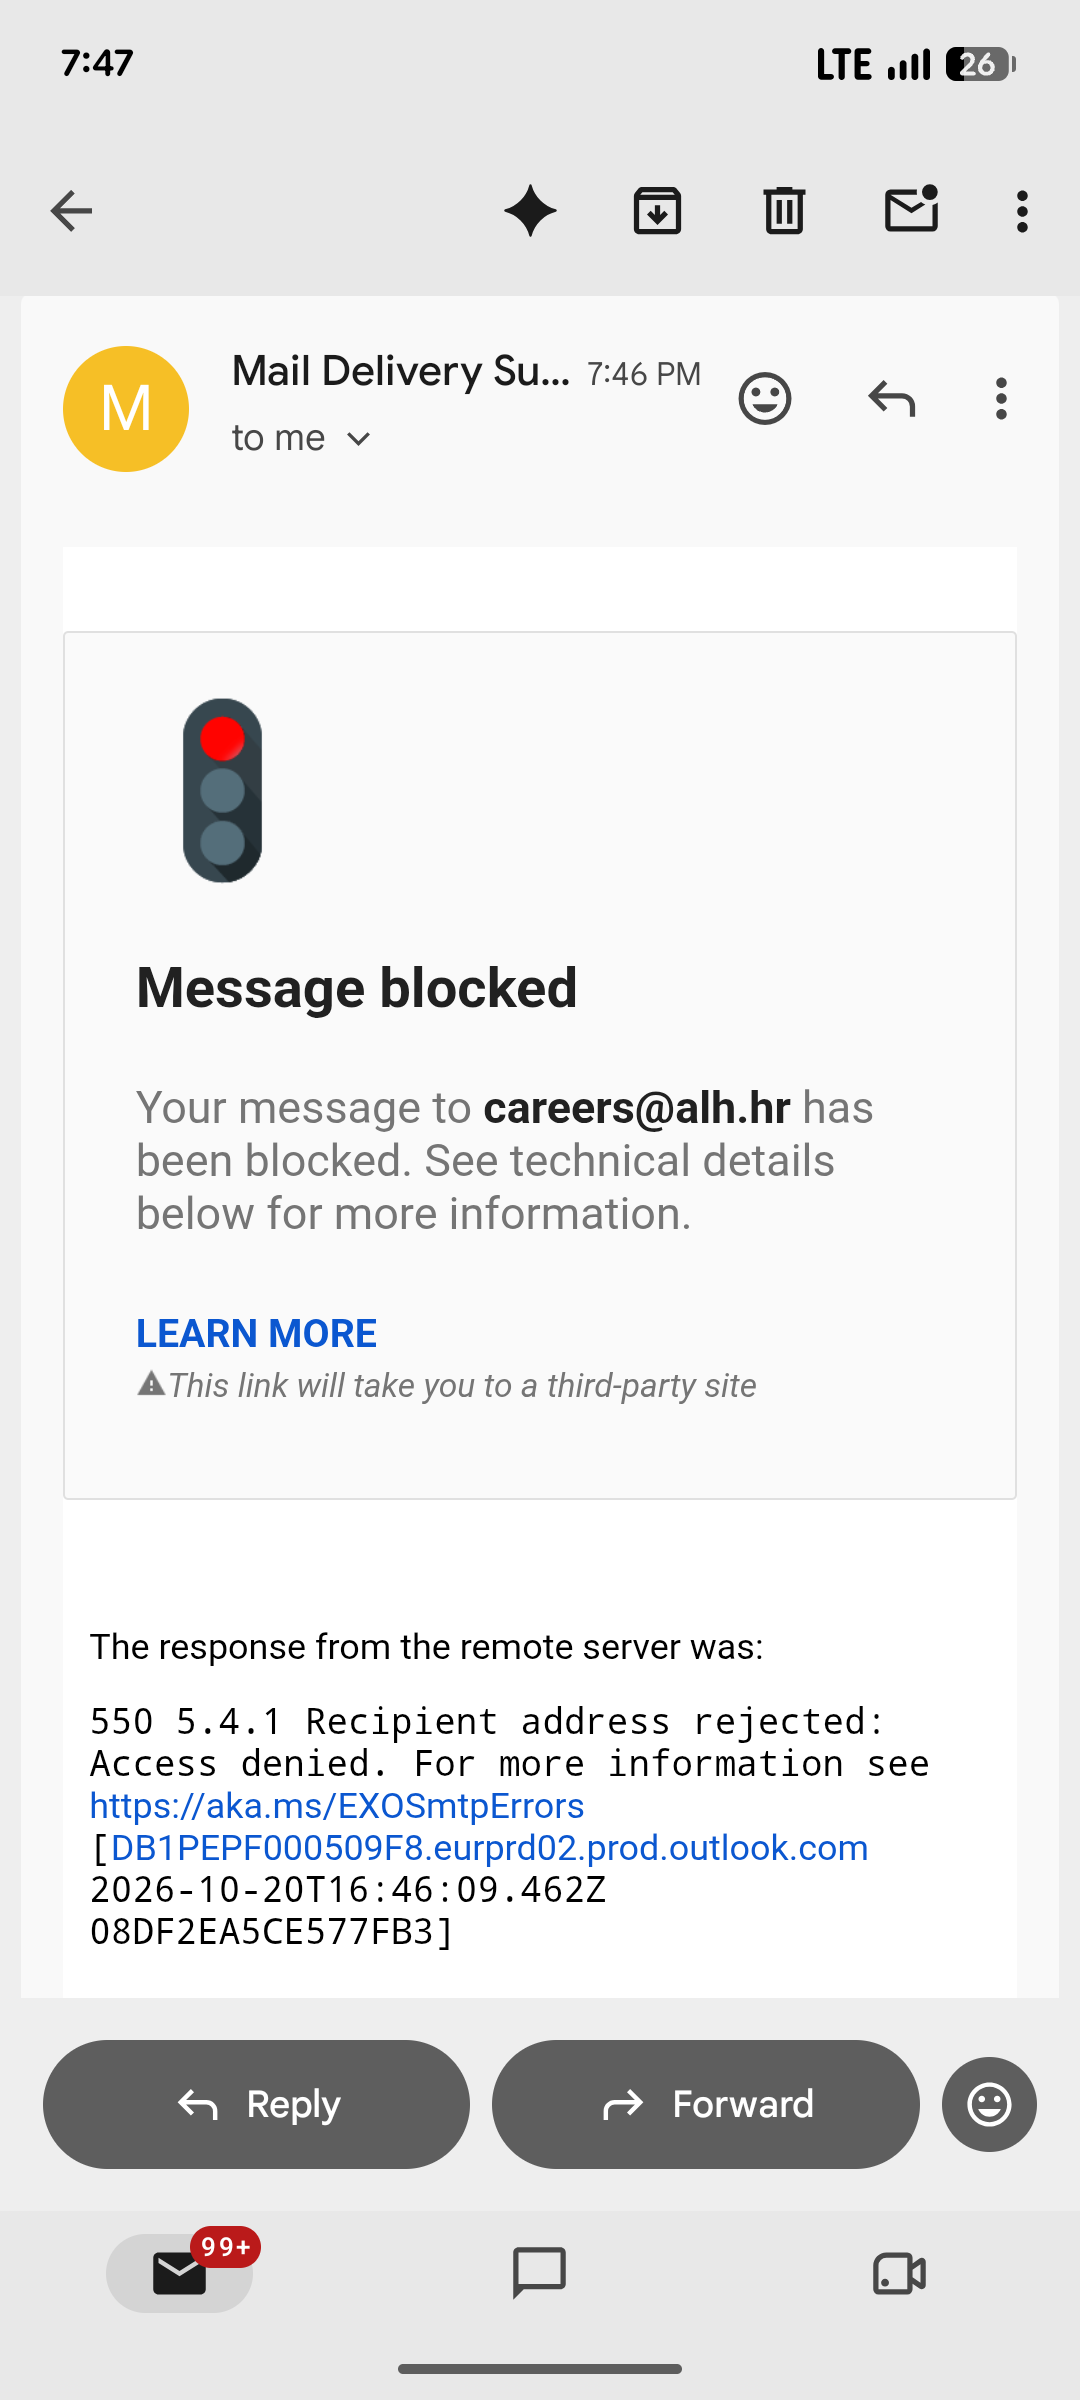 7:47
LTE
26
Mail Delivery Su... 7:46 PM
M
to me
Message blocked
Your message to careers@alh.hr has
been blocked. See technical details
below for more information.
LEARN MORE
This link will take you to a third-party site
The response from the remote server was:
550 5.4.1 Recipient address rejected:
Access denied. For more information see
https://aka.ms/EXOSmtpErrors
[DB1PEPF000509F8.eurprd02.prod.outlook.com
2026-10-20T16:46:09.462Z
08DF2EA5CE577FB3]
Reply
Forward
99+